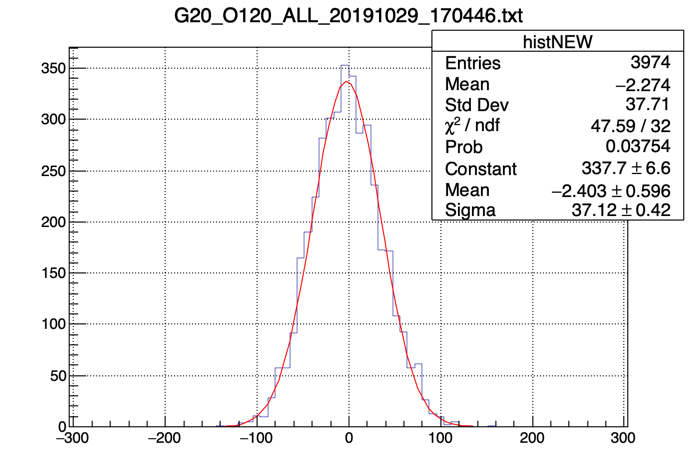 G20_O120_ALL_20191029_170446.txt
histNEW
Entries 3974
Mean −2.274
Std Dev 37.71
χ² / ndf 47.59 / 32
Prob 0.03754
Constant 337.7 ± 6.6
Mean −2.403 ± 0.596
Sigma 37.12 ± 0.42
350
300
250
200
150
100
50
0
−300 −200 −100 0 100 200 300